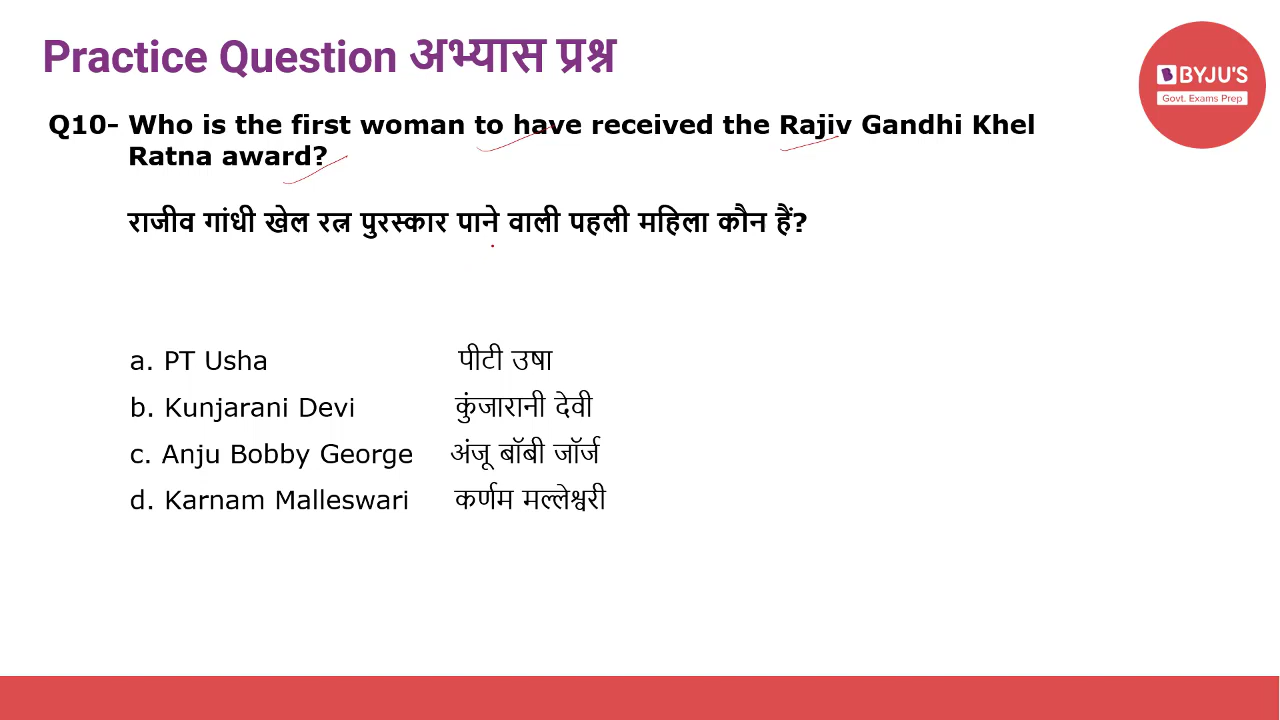 Practice Question अभ्यास प्रश्न
BYJU'S
Govt. Exams Prep
Q10- Who is the first woman to have received the Rajiv Gandhi Khel
Ratna award?
राजीव गांधी खेल रत्न पुरस्कार पाने वाली पहली महिला कौन हैं?
a. PT Usha पीटी उषा
b. Kunjarani Devi कुंजारानी देवी
c. Anju Bobby George अंजू बॉबी जॉर्ज
d. Karnam Malleswari कर्णम मल्लेश्वरी